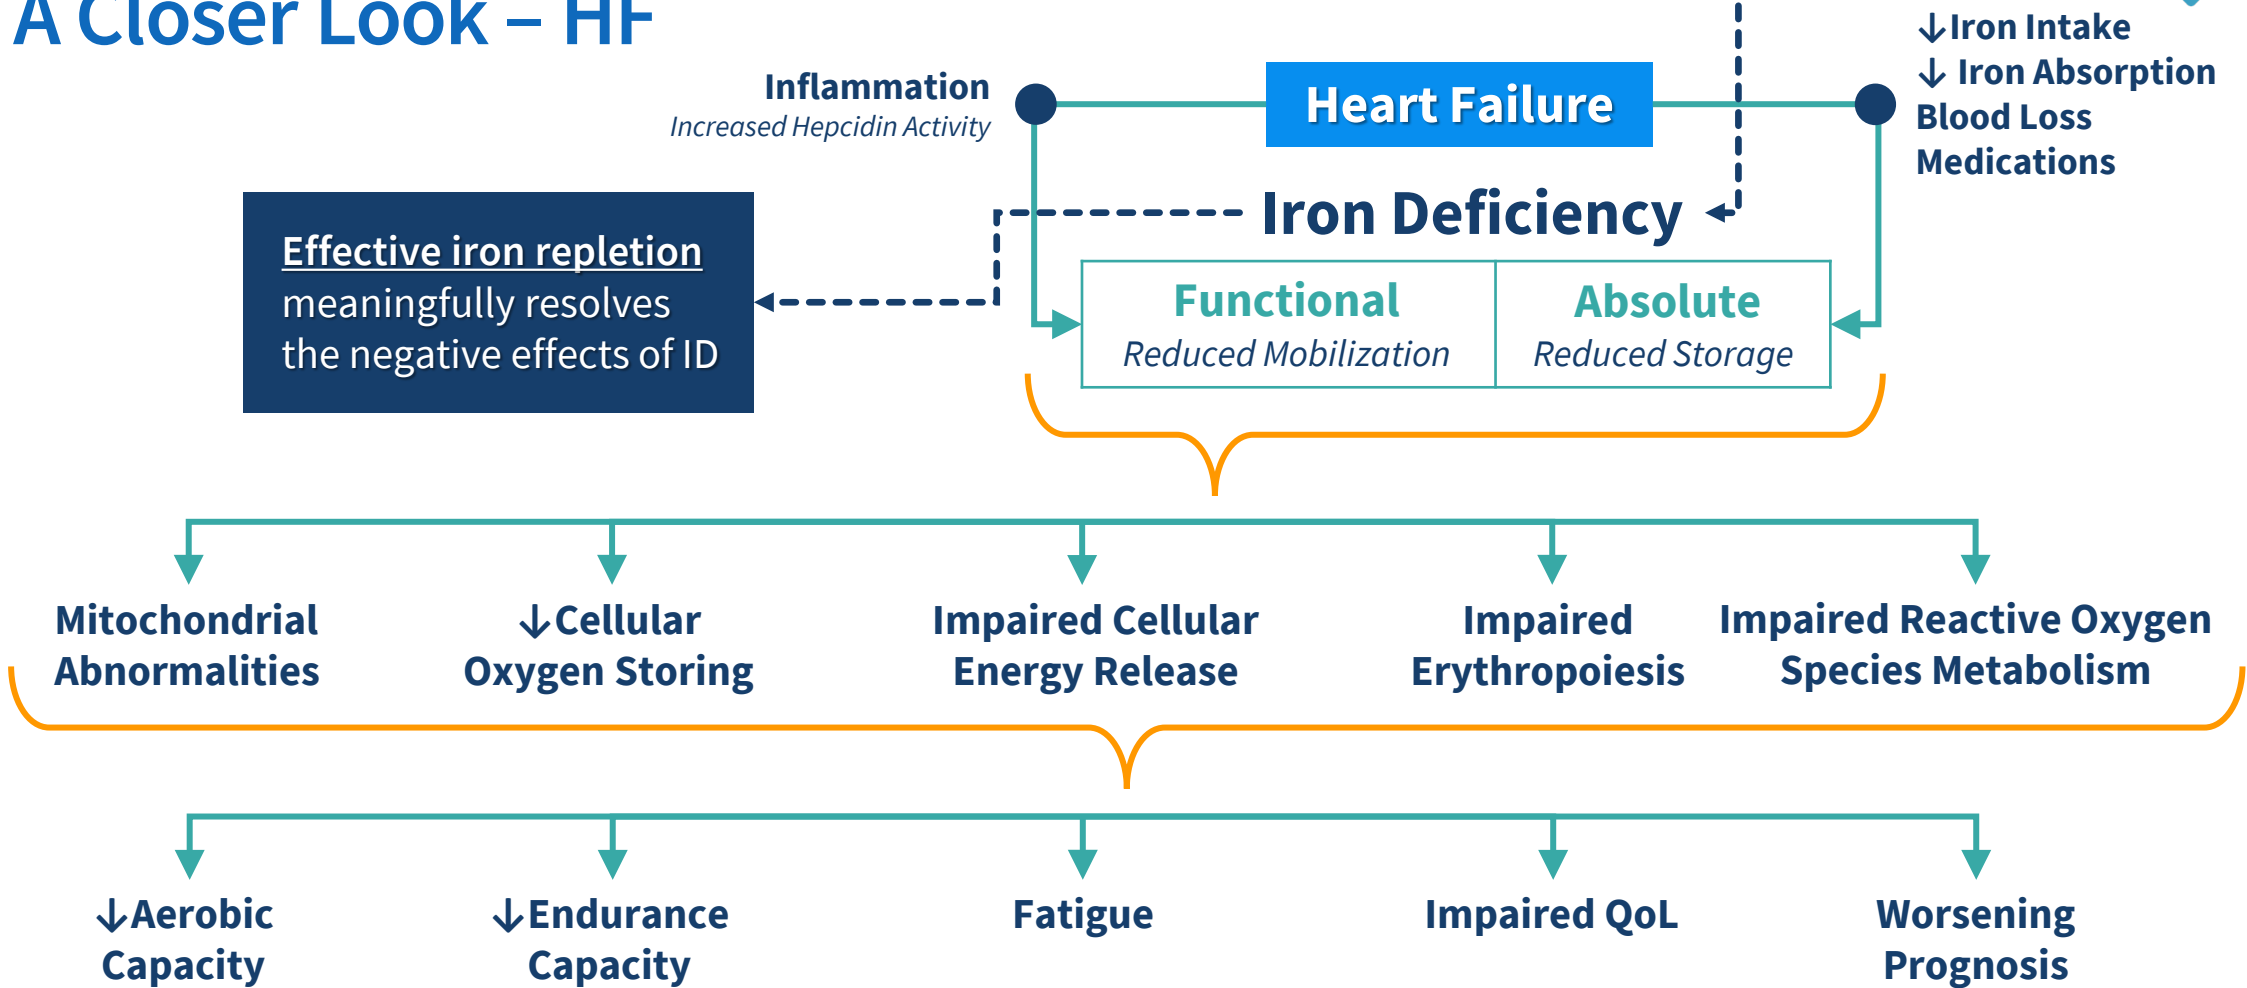 A Closer Look – HF
↓Iron Intake
↓ Iron Absorption
Blood Loss
Medications
Inflammation
Increased Hepcidin Activity
Heart Failure
Iron Deficiency
Effective iron repletion
meaningfully resolves
the negative effects of ID
Functional
Reduced Mobilization
Absolute
Reduced Storage
Mitochondrial
Abnormalities
↓Cellular
Oxygen Storing
Impaired Cellular
Energy Release
Impaired
Erythropoiesis
Impaired Reactive Oxygen
Species Metabolism
↓Aerobic
Capacity
↓Endurance
Capacity
Fatigue
Impaired QoL
Worsening
Prognosis